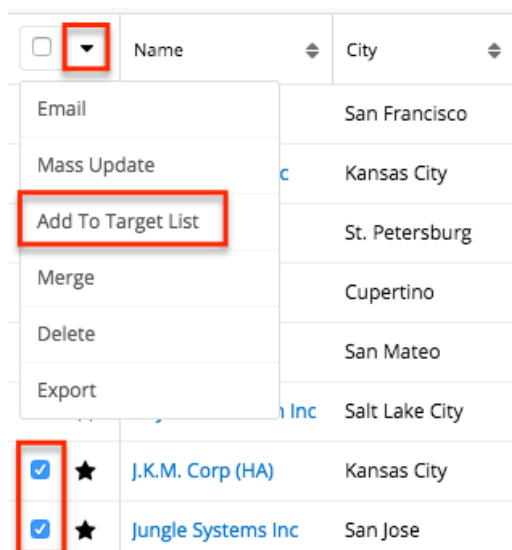 Name City
Email
San Francisco
Mass Update
c Kansas City
Add To Target List
St. Petersburg
Merge
Cupertino
Delete
San Mateo
Export
Inc Salt Lake City
J.K.M. Corp (HA) Kansas City
Jungle Systems Inc San Jose